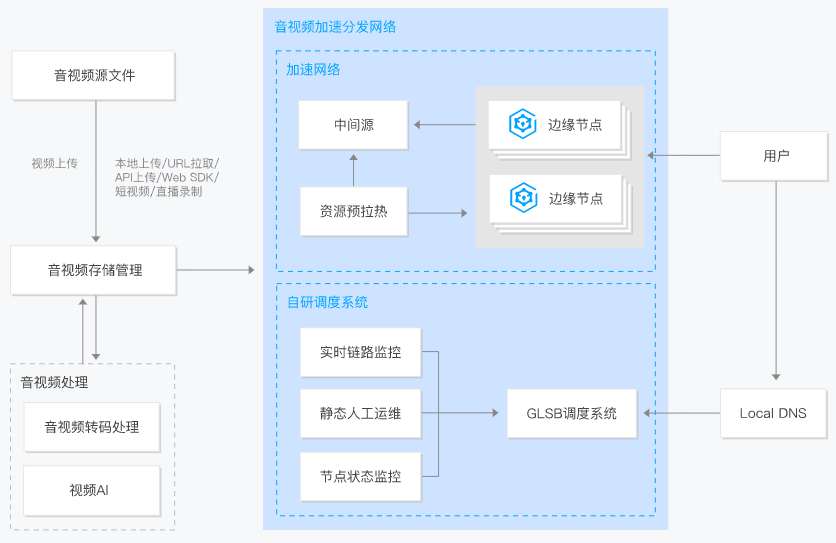 音视频加速分发网络
音视频源文件
视频上传
本地上传/URL拉取/
API上传/Web SDK/
短视频/直播录制
音视频存储管理
音视频处理
音视频转码处理
视频AI
加速网络
中间源
边缘节点
资源预拉热
边缘节点
自研调度系统
实时链路监控
静态人工运维
节点状态监控
GLSB调度系统
用户
Local DNS